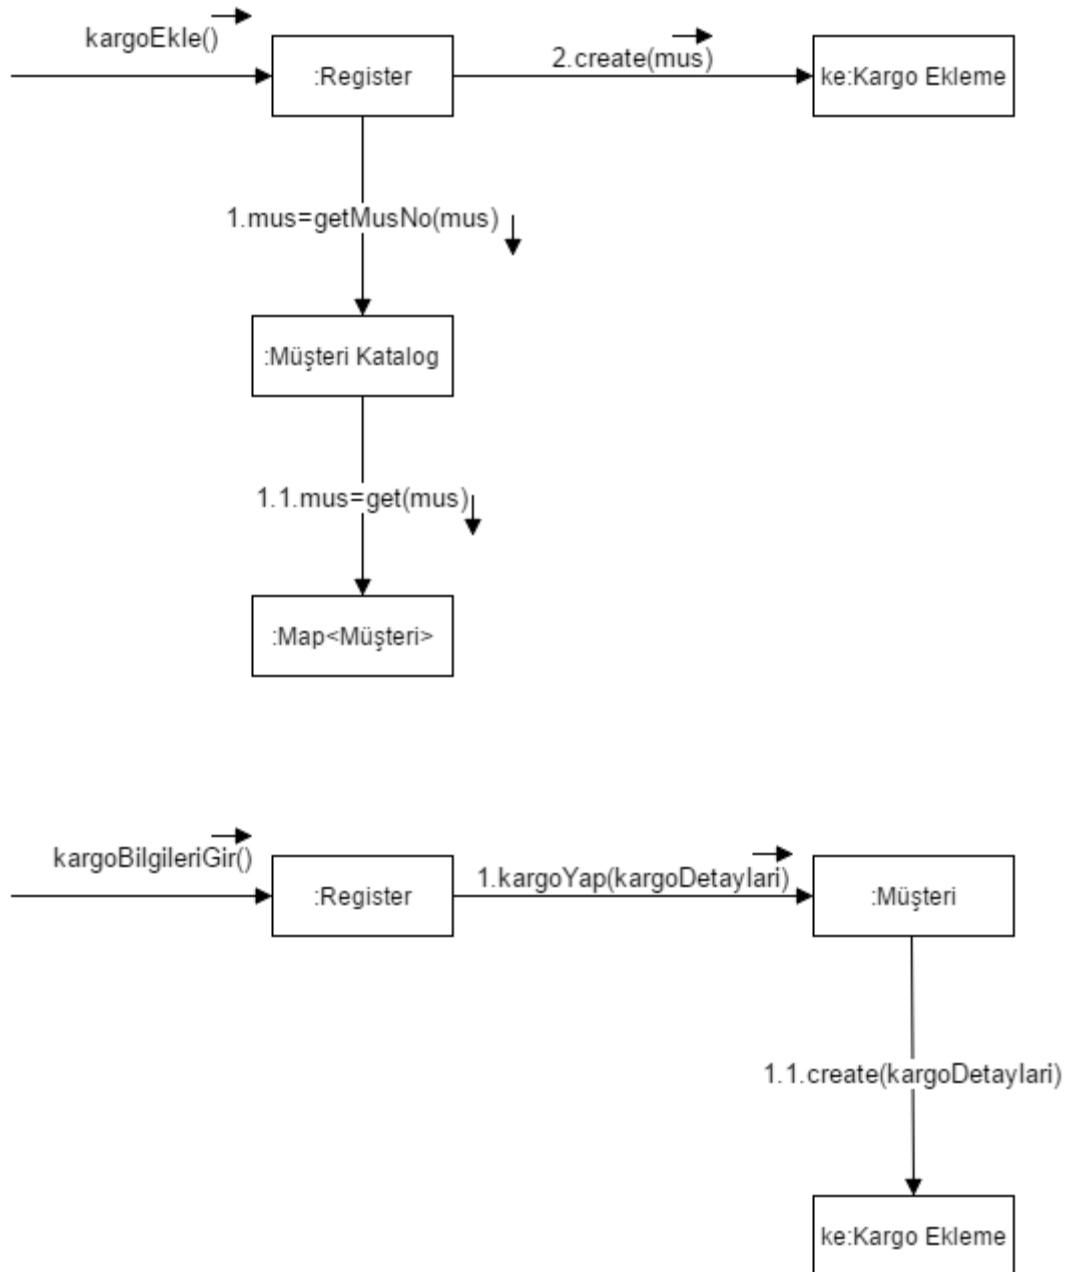 kargoEkle()
:Register
2.create(mus)
ke:Kargo Ekleme
1.mus=getMusNo(mus)
:Müşteri Katalog
1.1.mus=get(mus)
:Map<Müşteri>
kargoBilgileriGir()
:Register
1.kargoYap(kargoDetaylari)
:Müşteri
1.1.create(kargoDetaylari)
ke:Kargo Ekleme